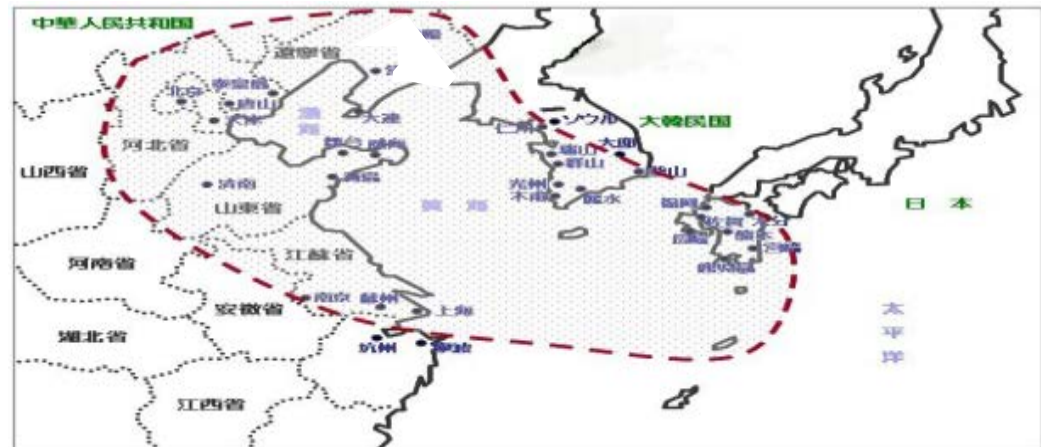 中華人民共和国
遼寧省
北京
秦皇島
唐山
天津
渤海
大連
仁川
ソウル
大韓民国
河北省
煙台
威海
大邱
山西省
群山
釜山
済南
青島
光州
木浦
麗水
山東省
黄海
福岡
佐賀
大分
日本
長崎
熊本
宮崎
江蘇省
河南省
鹿児島
南京
蘇州
安徽省
上海
太平洋
湖北省
杭州
寧波
江西省